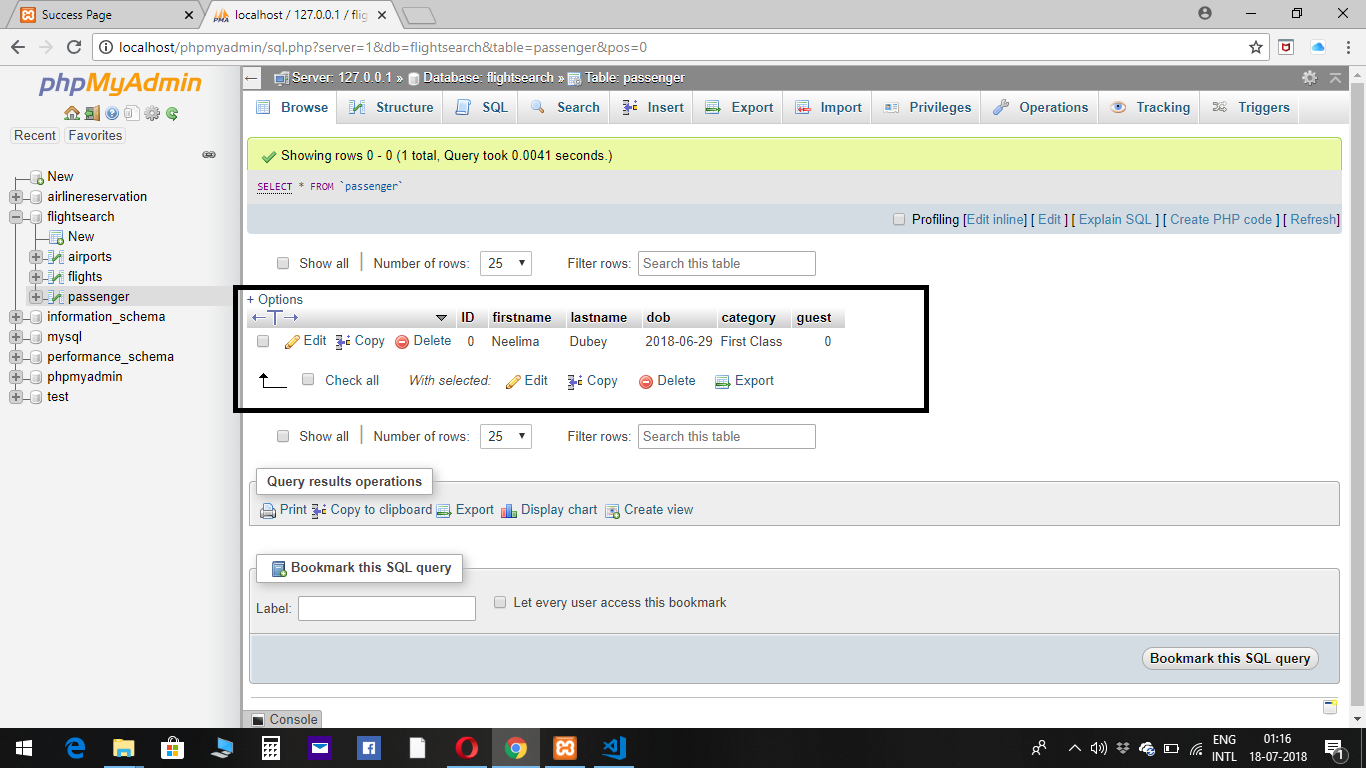 Success Page
localhost / 127.0.0.1 / flig
localhost/phpmyadmin/sql.php?server=1&db=flightsearch&table=passenger&pos=0
phpMyAdmin
Recent Favorites
New
airlinereservation
flightsearch
New
airports
flights
passenger
information_schema
mysql
performance_schema
phpmyadmin
test
Server: 127.0.0.1 » Database: flightsearch » Table: passenger
Browse Structure SQL Search Insert Export Import Privileges Operations Tracking Triggers
Showing rows 0 - 0 (1 total, Query took 0.0041 seconds.)
SELECT * FROM `passenger`
Profiling [Edit inline] [ Edit ] [ Explain SQL ] [ Create PHP code ] [ Refresh]
Show all Number of rows: 25 Filter rows: Search this table
+ Options
ID firstname lastname dob category guest
Edit Copy Delete 0 Neelima Dubey 2018-06-29 First Class 0
Check all With selected: Edit Copy Delete Export
Show all Number of rows: 25 Filter rows: Search this table
Query results operations
Print Copy to clipboard Export Display chart Create view
Bookmark this SQL query
Label: Let every user access this bookmark
Bookmark this SQL query
Console
ENG 01:16
INTL 18-07-2018 1